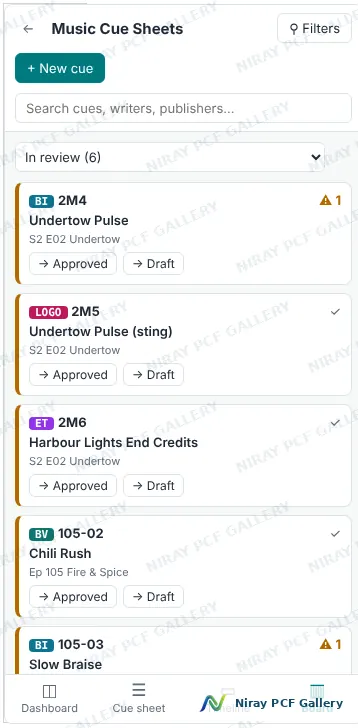 ← Music Cue Sheets
Filters
+ New cue
Search cues, writers, publishers...
In review (6)
BI 2M4 ⚠ 1
Undertow Pulse
S2 E02 Undertow
→ Approved → Draft
LOGO 2M5 ✓
Undertow Pulse (sting)
S2 E02 Undertow
→ Approved → Draft
ET 2M6 ✓
Harbour Lights End Credits
S2 E02 Undertow
→ Approved → Draft
BV 105-02 ✓
Chili Rush
Ep 105 Fire & Spice
→ Approved → Draft
BI 105-03 ⚠ 1
Slow Braise
Dashboard
Cue sheet
Niray PCF Gallery
NIRAY PCF GALLERY